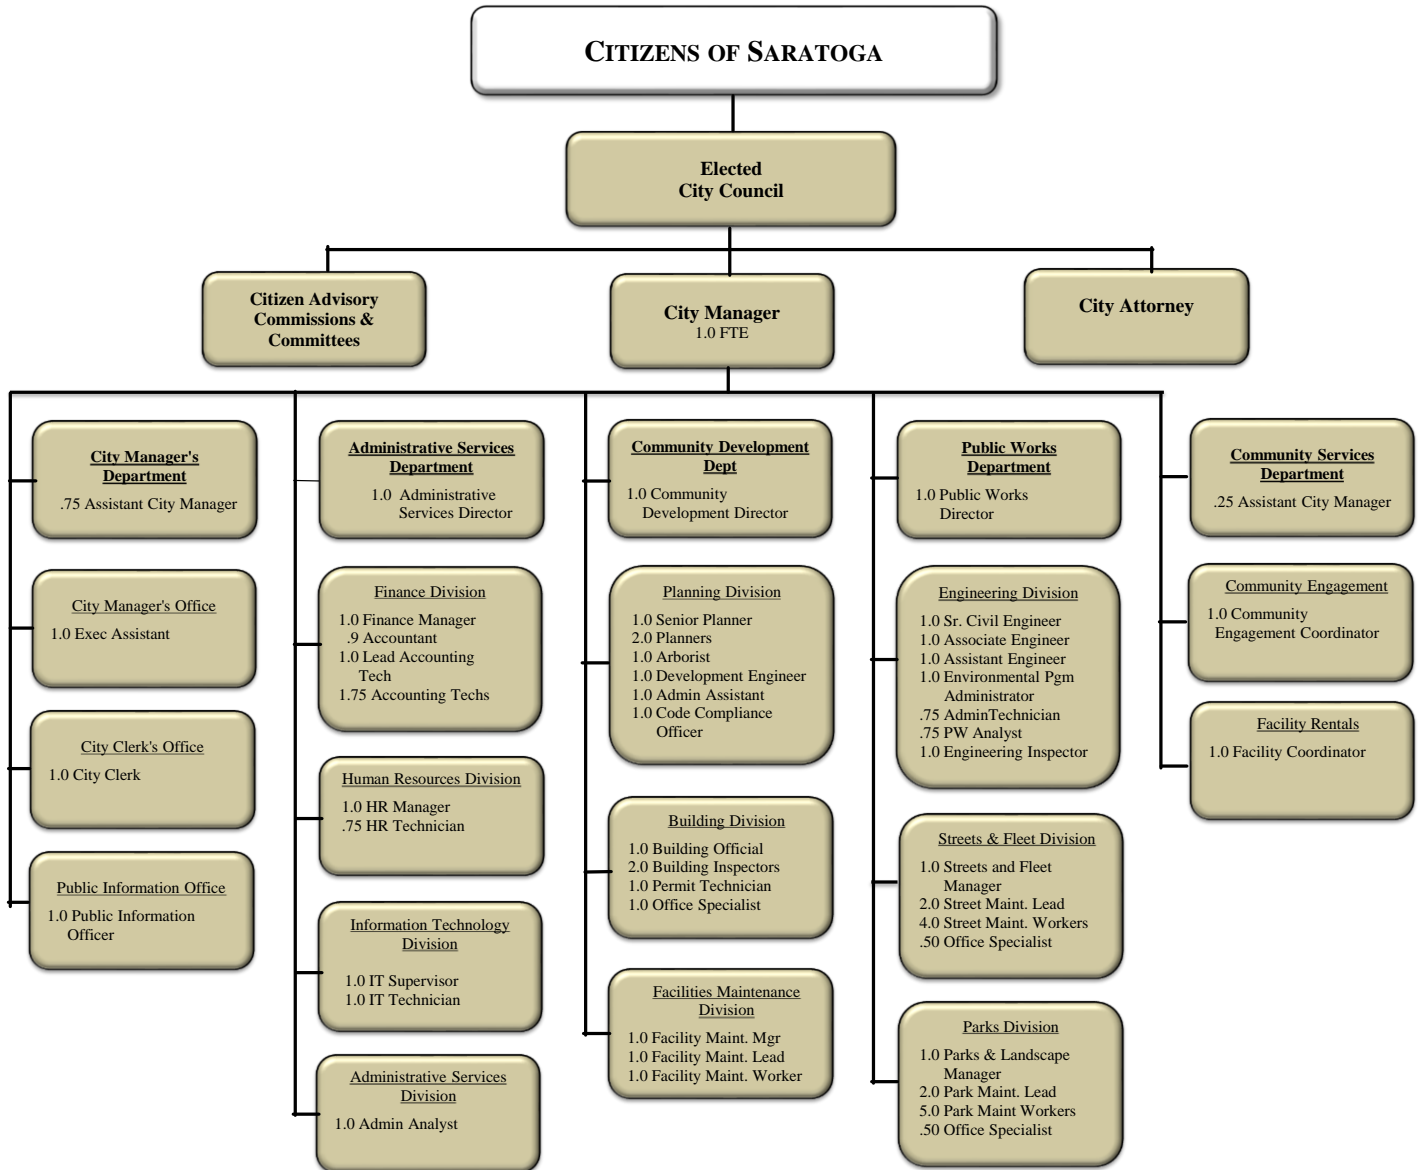 CITIZENS OF SARATOGA
Elected
City Council
Citizen Advisory
Commissions &
Committees
City Manager
1.0 FTE
City Attorney
City Manager's
Department
.75 Assistant City Manager
City Manager's Office
1.0 Exec Assistant
City Clerk's Office
1.0 City Clerk
Public Information Office
1.0 Public Information
Officer
Administrative Services
Department
1.0 Administrative
Services Director
Finance Division
1.0 Finance Manager
.9 Accountant
1.0 Lead Accounting
Tech
1.75 Accounting Techs
Human Resources Division
1.0 HR Manager
.75 HR Technician
Information Technology
Division
1.0 IT Supervisor
1.0 IT Technician
Administrative Services
Division
1.0 Admin Analyst
Community Development
Dept
1.0 Community
Development Director
Planning Division
1.0 Senior Planner
2.0 Planners
1.0 Arborist
1.0 Development Engineer
1.0 Admin Assistant
1.0 Code Compliance
Officer
Building Division
1.0 Building Official
2.0 Building Inspectors
1.0 Permit Technician
1.0 Office Specialist
Facilities Maintenance
Division
1.0 Facility Maint. Mgr
1.0 Facility Maint. Lead
1.0 Facility Maint. Worker
Public Works
Department
1.0 Public Works
Director
Engineering Division
1.0 Sr. Civil Engineer
1.0 Associate Engineer
1.0 Assistant Engineer
1.0 Environmental Pgm
Administrator
.75 AdminTechnician
.75 PW Analyst
1.0 Engineering Inspector
Streets & Fleet Division
1.0 Streets and Fleet
Manager
2.0 Street Maint. Lead
4.0 Street Maint. Workers
.50 Office Specialist
Parks Division
1.0 Parks & Landscape
Manager
2.0 Park Maint. Lead
5.0 Park Maint Workers
.50 Office Specialist
Community Services
Department
.25 Assistant City Manager
Community Engagement
1.0 Community
Engagement Coordinator
Facility Rentals
1.0 Facility Coordinator